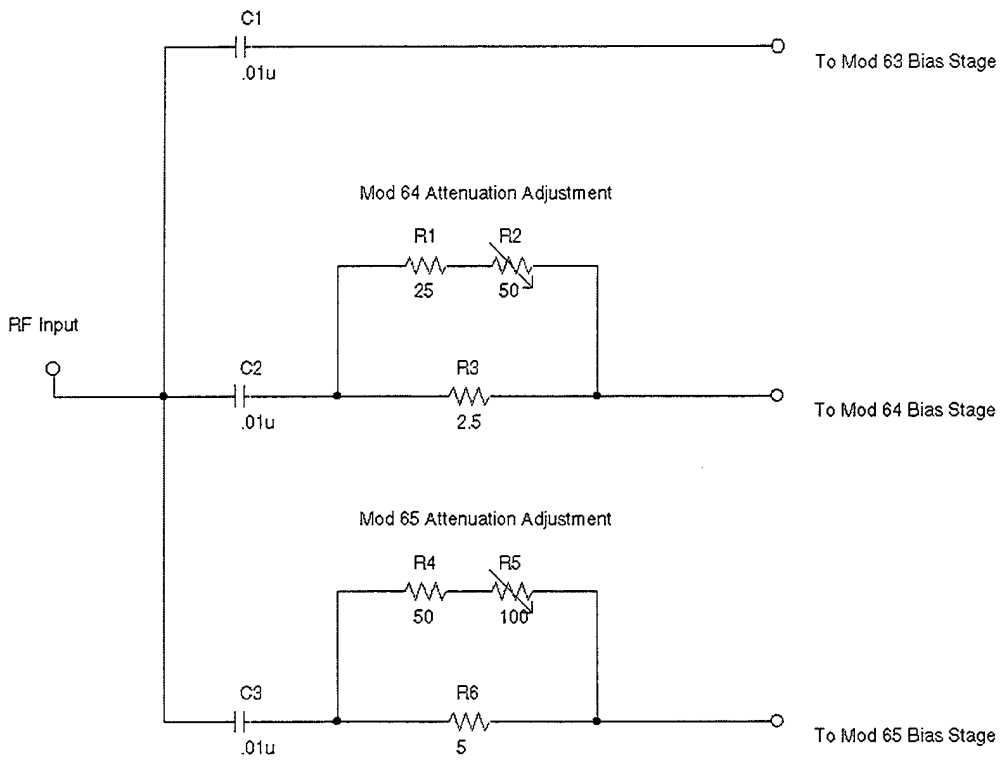 C1
.01u
To Mod 63 Bias Stage
Mod 64 Attenuation Adjustment
R1
R2
25
50
RF Input
C2
R3
.01u
2.5
To Mod 64 Bias Stage
Mod 65 Attenuation Adjustment
R4
R5
50
100
C3
R6
.01u
5
To Mod 65 Bias Stage